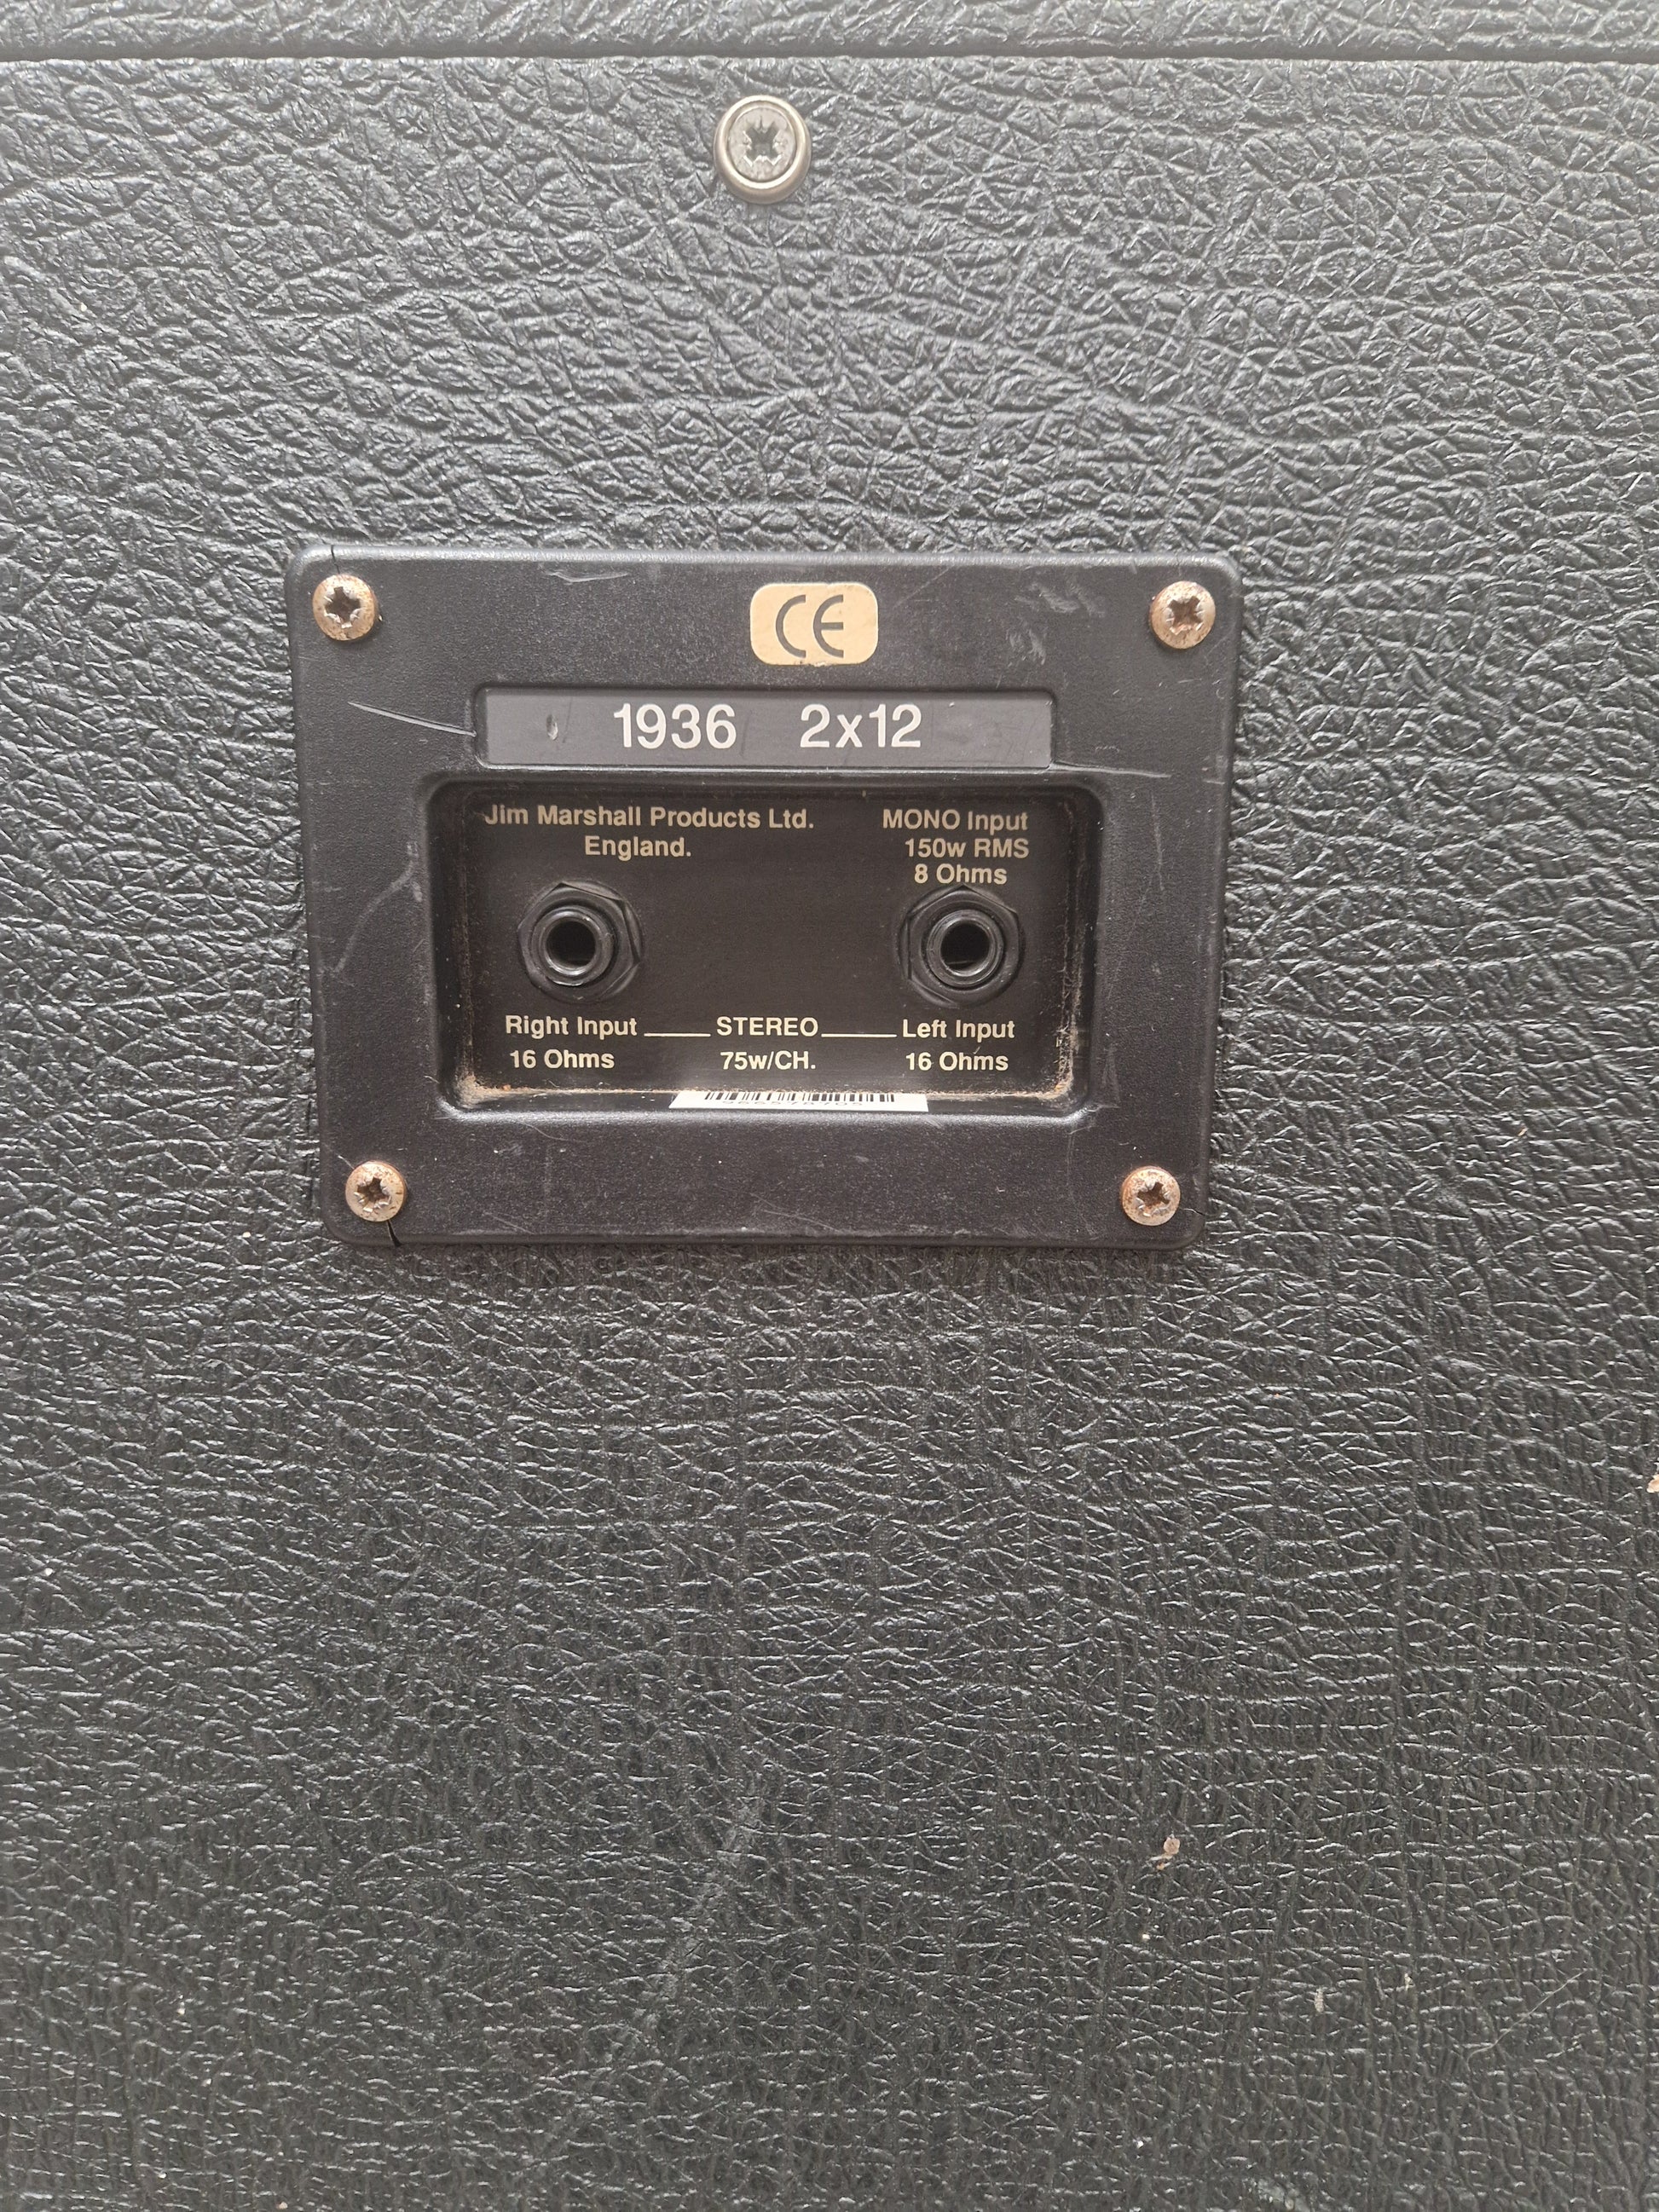 CE
1936 2x12
Jim Marshall Products Ltd.
England.
MONO Input
150w RMS
8 Ohms
Right Input STEREO Left Input
16 Ohms 75w/CH. 16 Ohms